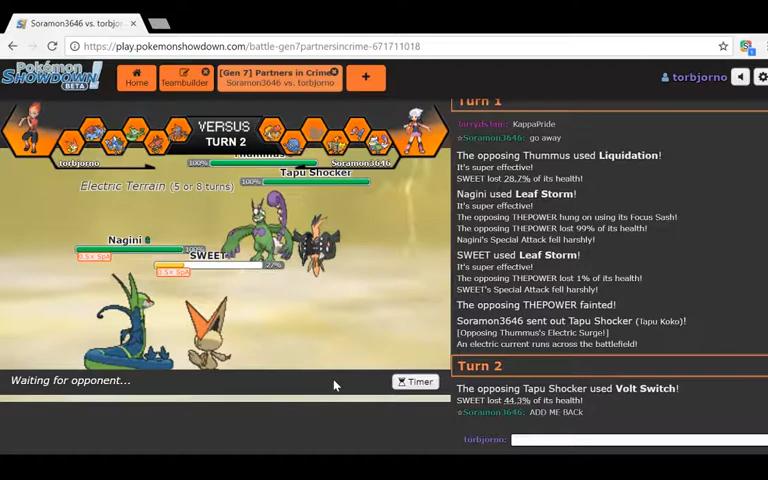 Soramon3646 vs. torbjor
https://play.pokemonshowdown.com/battle-gen7partnersincrime-671711018
Pokémon
SHOWDOWN!
BETA
Home
Teambuilder
[Gen 7] Partners in Crime
Soramon3646 vs. torbjorno
torbjorno
VERSUS
TURN 2
torbjorno
Soramon3646
Thummus
100%
Tapu Shocker
100%
Electric Terrain (5 or 8 turns)
Nagini
100%
0.5× SpA
SWEET
27%
0.5× SpA
Waiting for opponent...
Timer
Turn 1
KappaPride
☆Soramon3646: go away
The opposing Thummus used Liquidation!
It's super effective!
SWEET lost 28.7% of its health!
Nagini used Leaf Storm!
It's super effective!
The opposing THEPOWER hung on using its Focus Sash!
The opposing THEPOWER lost 99% of its health!
Nagini's Special Attack fell harshly!
SWEET used Leaf Storm!
It's super effective!
The opposing THEPOWER lost 1% of its health!
SWEET's Special Attack fell harshly!
The opposing THEPOWER fainted!
Soramon3646 sent out Tapu Shocker (Tapu Koko)!
[Opposing Thummus's Electric Surge!]
An electric current runs across the battlefield!
Turn 2
The opposing Tapu Shocker used Volt Switch!
SWEET lost 44.3% of its health!
☆Soramon3646: ADD ME BACk
torbjorno: